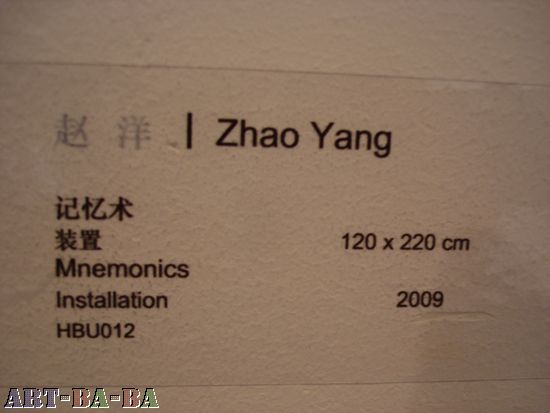 赵 洋 | Zhao Yang
记忆术
装置 120 x 220 cm
Mnemonics
Installation 2009
HBU012
ART-BA-BA